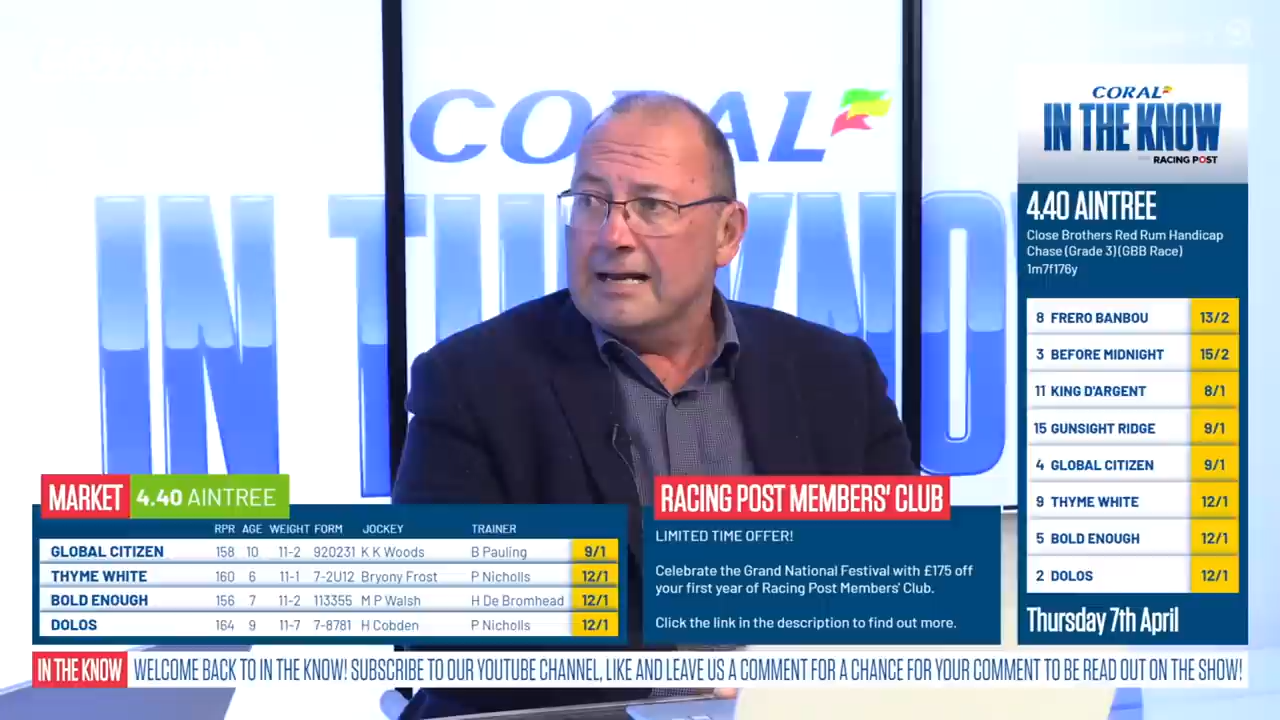 CORAL
IN THE KNOW
CORAL
IN THE KNOW
RACING POST
4.40 AINTREE
Close Brothers Red Rum Handicap
Chase (Grade 3) (GBB Race)
1m7f176y
8 FRERO BANBOU 13/2
3 BEFORE MIDNIGHT 15/2
11 KING D'ARGENT 8/1
15 GUNSIGHT RIDGE 9/1
4 GLOBAL CITIZEN 9/1
9 THYME WHITE 12/1
5 BOLD ENOUGH 12/1
2 DOLOS 12/1
Thursday 7th April
MARKET 4.40 AINTREE
RPR AGE WEIGHT FORM JOCKEY TRAINER
GLOBAL CITIZEN 158 10 11-2 920231 K K Woods B Pauling 9/1
THYME WHITE 160 6 11-1 7-2U12 Bryony Frost P Nicholls 12/1
BOLD ENOUGH 156 7 11-2 113355 M P Walsh H De Bromhead 12/1
DOLOS 164 9 11-7 7-8781 H Cobden P Nicholls 12/1
RACING POST MEMBERS' CLUB
LIMITED TIME OFFER!
Celebrate the Grand National Festival with £175 off
your first year of Racing Post Members' Club.
Click the link in the description to find out more.
IN THE KNOW WELCOME BACK TO IN THE KNOW! SUBSCRIBE TO OUR YOUTUBE CHANNEL, LIKE AND LEAVE US A COMMENT FOR A CHANCE FOR YOUR COMMENT TO BE READ OUT ON THE SHOW!